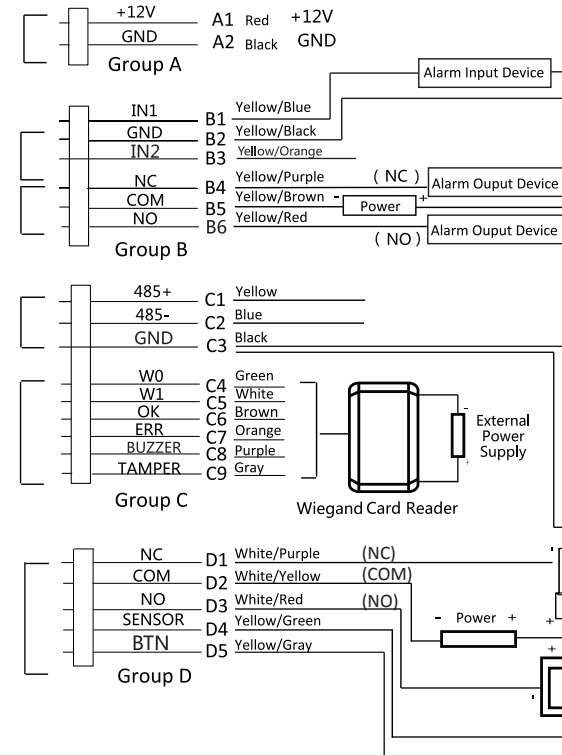 +12V A1 Red +12V
GND A2 Black GND
Group A
Alarm Input Device
IN1 B1 Yellow/Blue
GND B2 Yellow/Black
IN2 B3 Yellow/Orange
NC B4 Yellow/Purple ( NC ) Alarm Ouput Device
COM B5 Yellow/Brown - Power +
NO B6 Yellow/Red ( NO ) Alarm Ouput Device
Group B
485+ C1 Yellow
485- C2 Blue
GND C3 Black
W0 C4 Green
W1 C5 White
OK C6 Brown
ERR C7 Orange
BUZZER C8 Purple
TAMPER C9 Gray
- External
Power
Supply
+
Group C
Wiegand Card Reader
NC D1 White/Purple (NC) -
COM D2 White/Yellow (COM)
NO D3 White/Red (NO)
SENSOR D4 Yellow/Green
- Power + +
BTN D5 Yellow/Gray
+
-
Group D